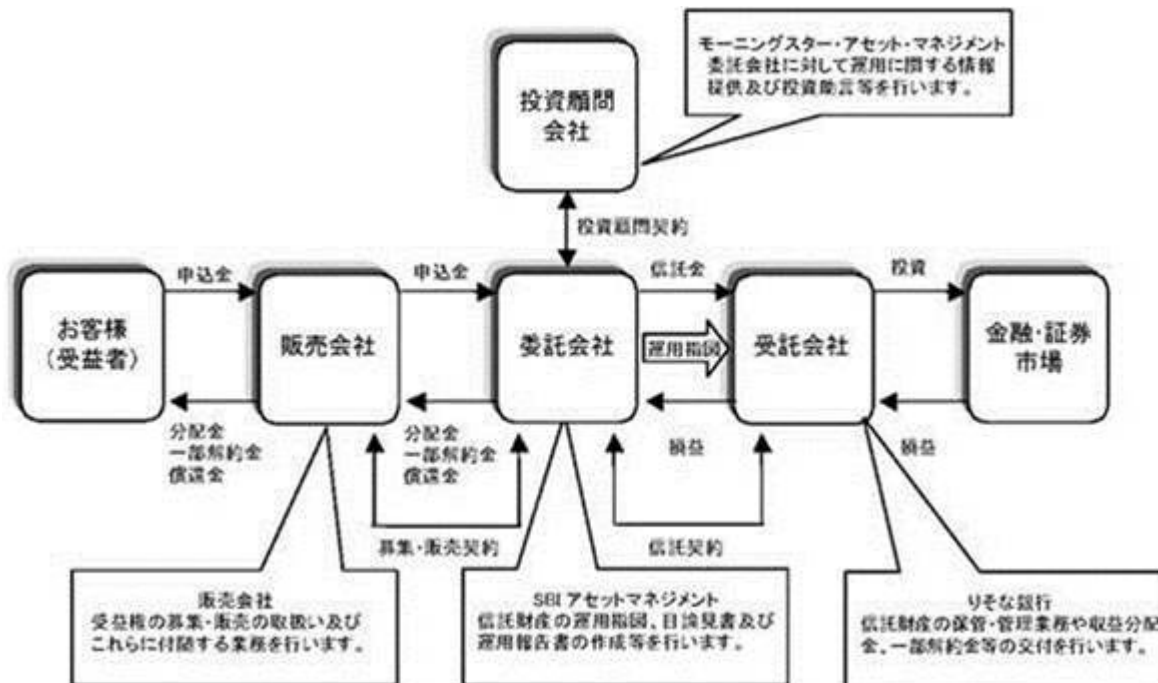 モーニングスター・アセット・マネジメント
委託会社に対して運用に関する情報
提供及び投資助言等を行います。
投資顧問
会社
投資顧問契約
申込金
申込金
信託金
投資
お客様
（受益者）
販売会社
委託会社
運用指図
受託会社
金融・証券
市場
分配金
一部解約金
償還金
分配金
一部解約金
償還金
損益
損益
募集・販売契約
信託契約
販売会社
受益権の募集・販売の取扱い及び
これらに付随する業務を行います。
SBIアセットマネジメント
信託財産の運用指図、目論見書及び
運用報告書の作成等を行います。
りそな銀行
信託財産の保管・管理業務や収益分配
金、一部解約金等の交付を行います。